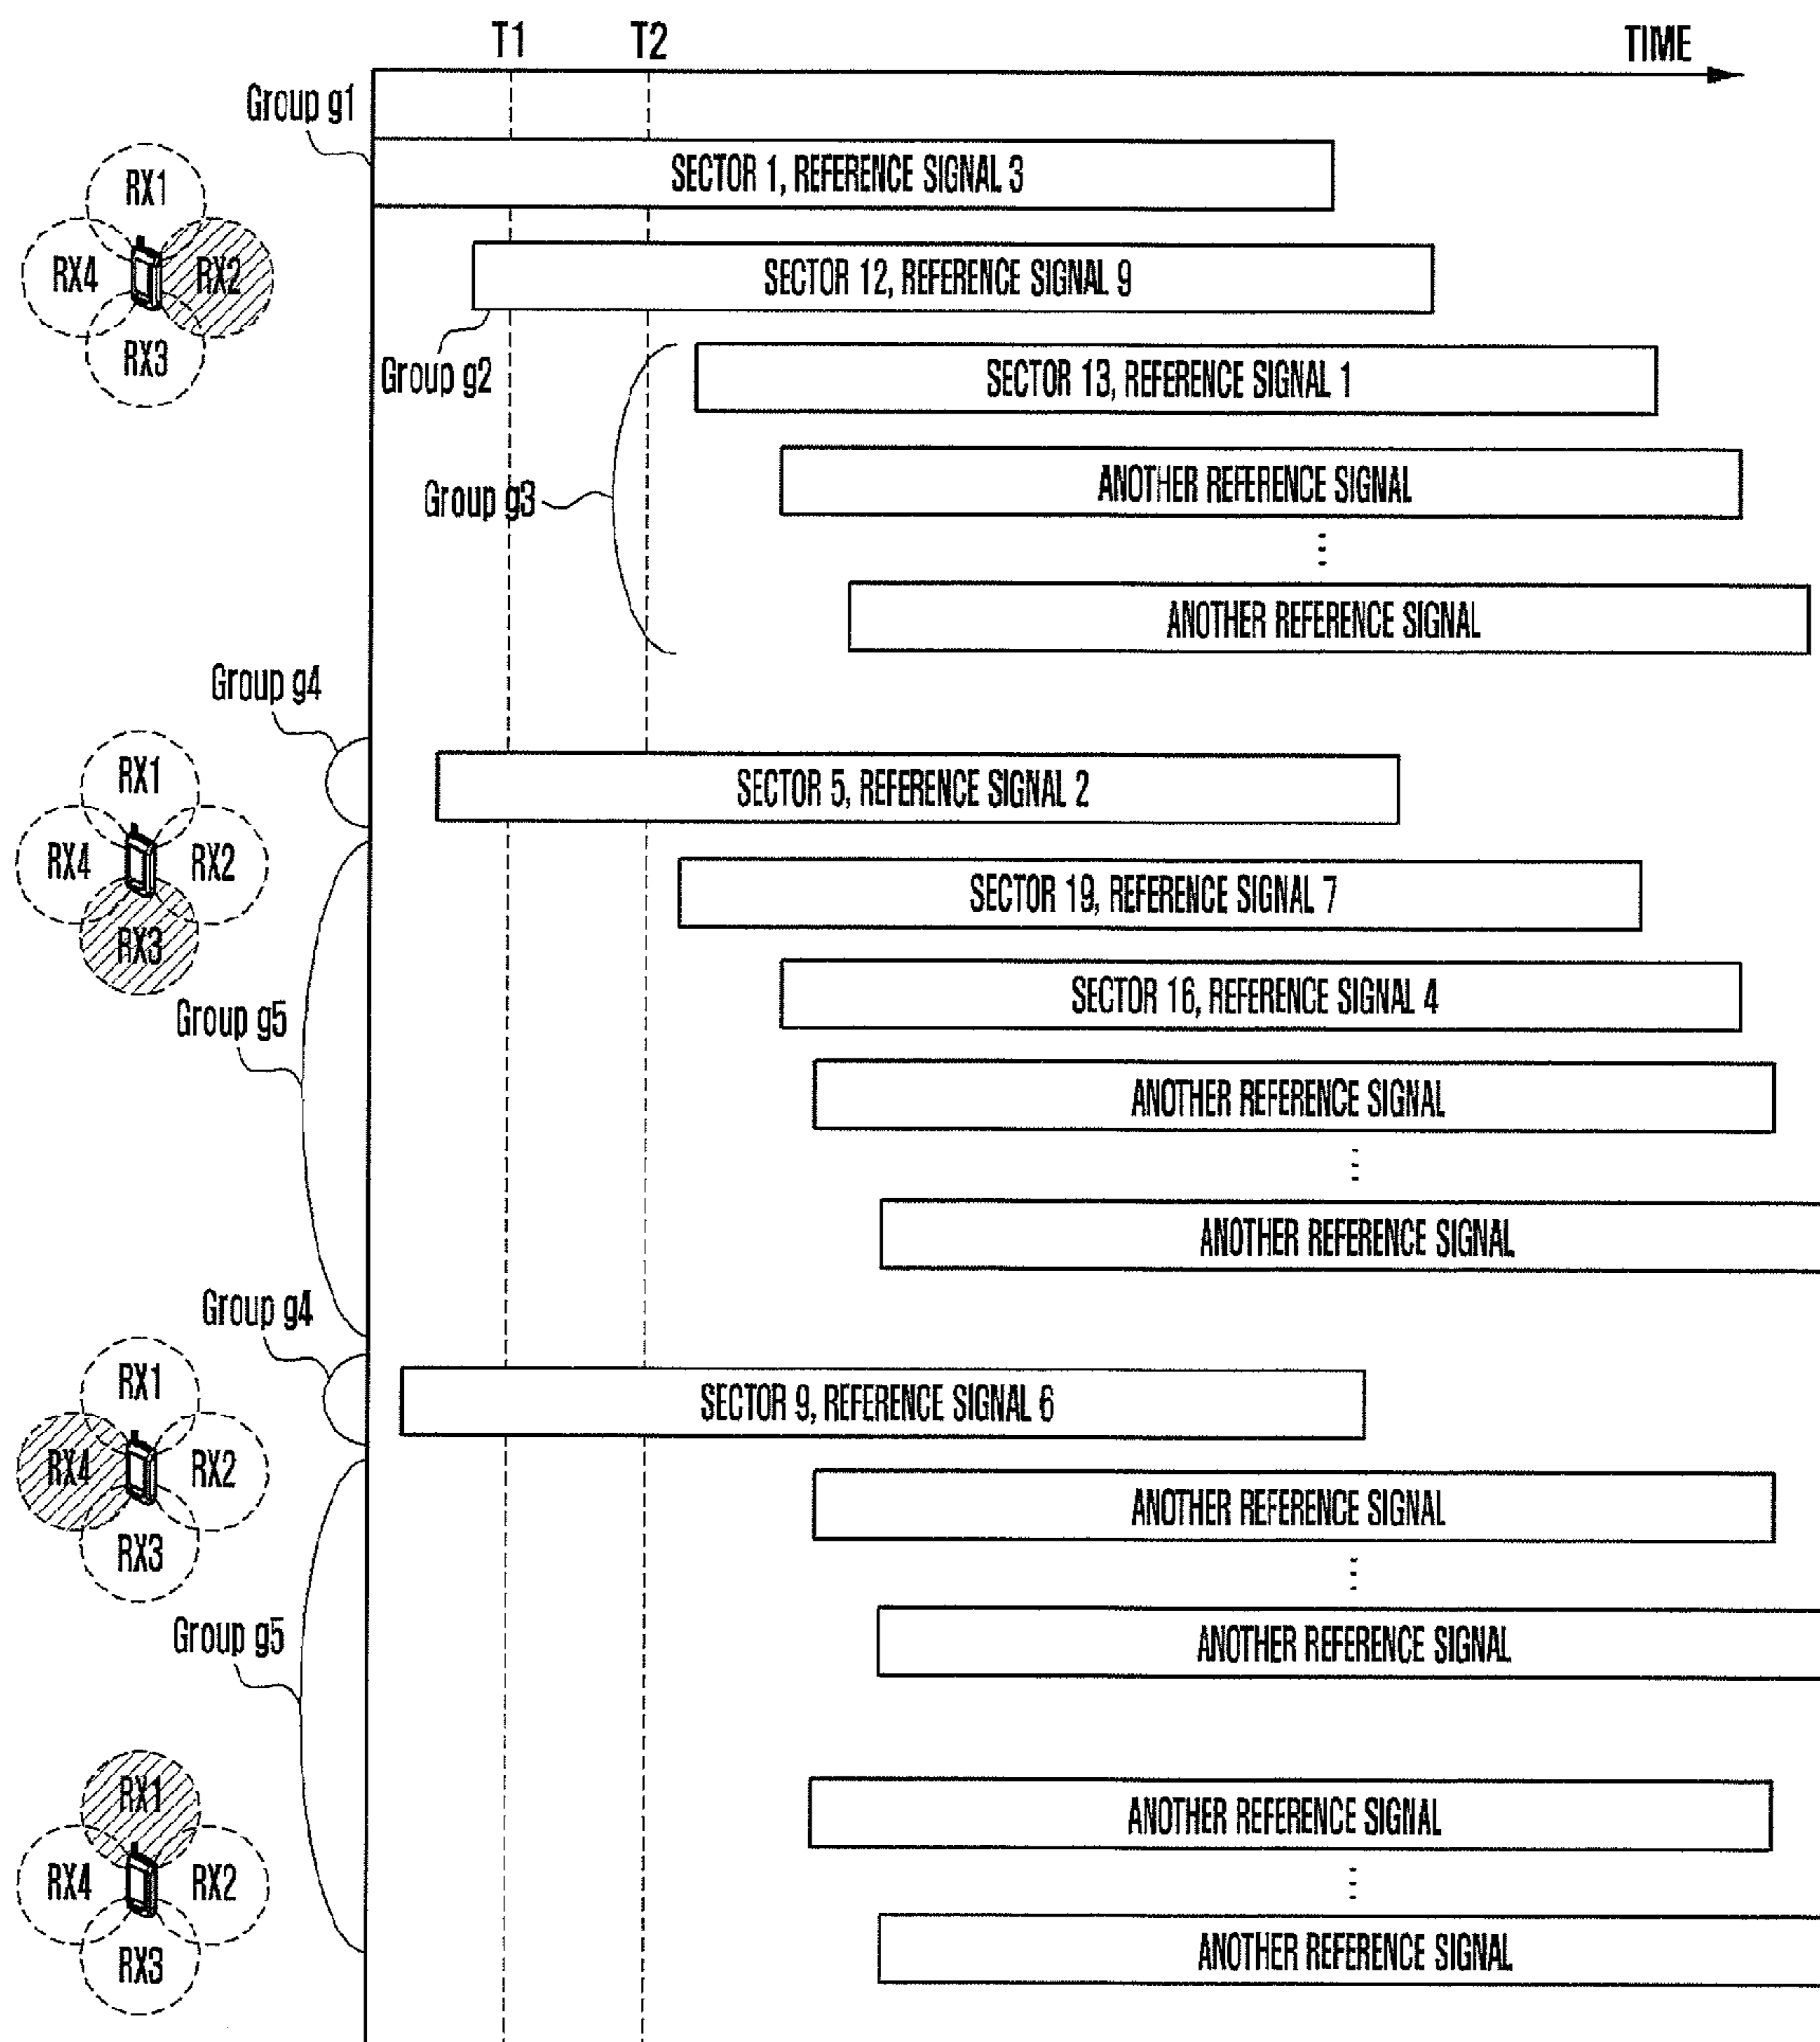 T1 T2 TIME
Group g1
SECTOR 1, REFERENCE SIGNAL 3
RX1
RX4 RX2
RX3
SECTOR 12, REFERENCE SIGNAL 9
Group g2
SECTOR 13, REFERENCE SIGNAL 1
Group g3
ANOTHER REFERENCE SIGNAL
ANOTHER REFERENCE SIGNAL
Group g4
RX1
RX4 RX2
RX3
SECTOR 5, REFERENCE SIGNAL 2
SECTOR 19, REFERENCE SIGNAL 7
Group g5
SECTOR 16, REFERENCE SIGNAL 4
ANOTHER REFERENCE SIGNAL
ANOTHER REFERENCE SIGNAL
Group g4
RX1
RX4 RX2
RX3
SECTOR 9, REFERENCE SIGNAL 6
ANOTHER REFERENCE SIGNAL
Group g5
ANOTHER REFERENCE SIGNAL
RX1
RX4 RX2
RX3
ANOTHER REFERENCE SIGNAL
ANOTHER REFERENCE SIGNAL